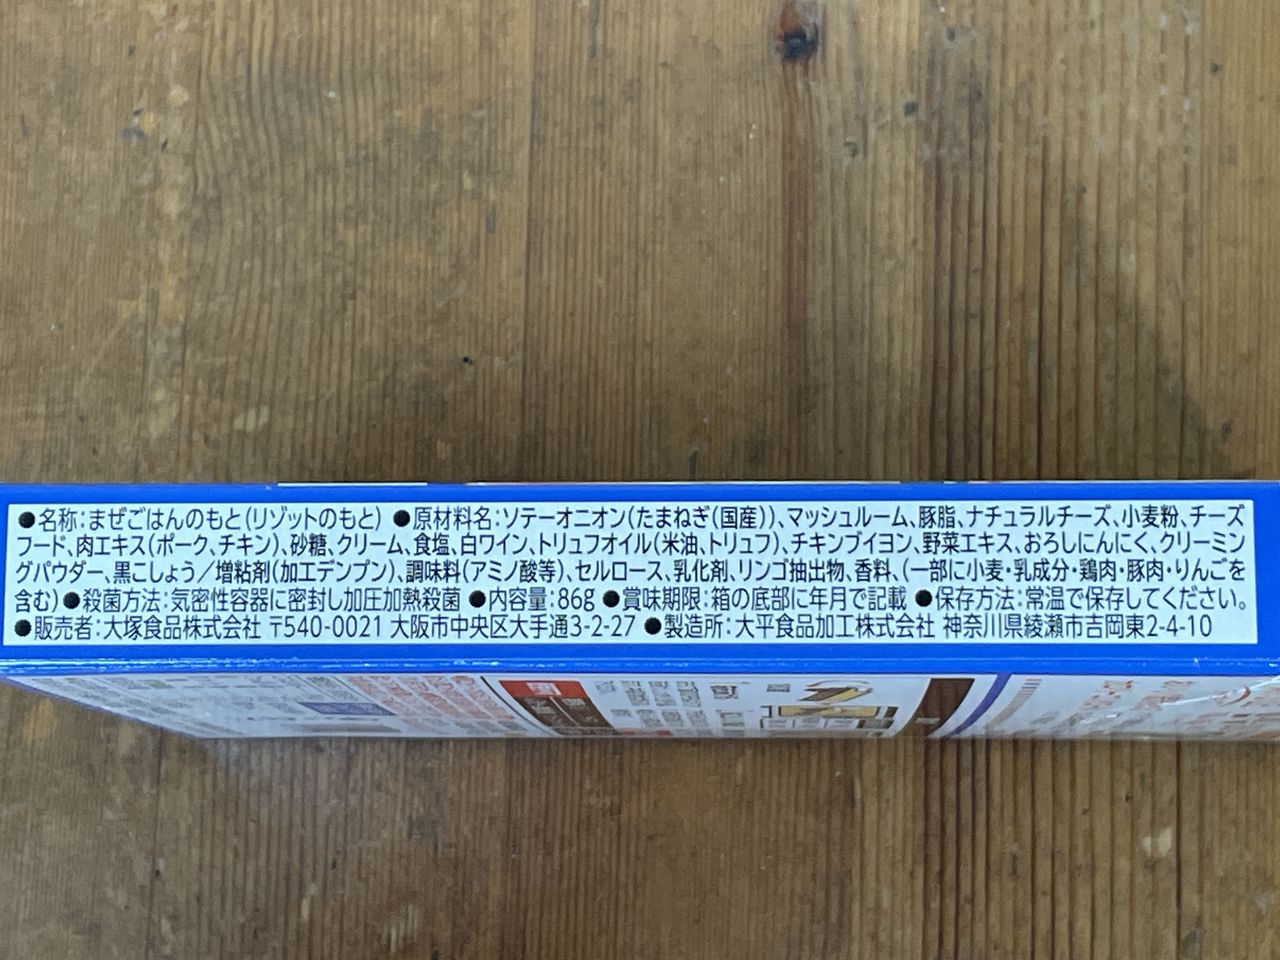 ●名称:まぜごはんのもと(リゾットのもと) ●原材料名:ソテーオニオン(たまねぎ(国産))、マッシュルーム、豚脂、ナチュラルチーズ、小麦粉、チーズ
フード、肉エキス(ポーク、チキン)、砂糖、クリーム、食塩、白ワイン、トリュフオイル(米油、トリュフ)、チキンブイヨン、野菜エキス、おろしにんにく、クリーミン
グパウダー、黒こしょう/増粘剤(加工デンプン)、調味料(アミノ酸等)、セルロース、乳化剤、リンゴ抽出物、香料、(一部に小麦・乳成分・鶏肉・豚肉・りんごを
含む)●殺菌方法:気密性容器に密封し加圧加熱殺菌 ●内容量:86g ●賞味期限:箱の底部に年月で記載 ●保存方法:常温で保存してください。
●販売者:大塚食品株式会社 〒540-0021 大阪市中央区大手通3-2-27 ●製造所:大平食品加工株式会社 神奈川県綾瀬市吉岡東2-4-10